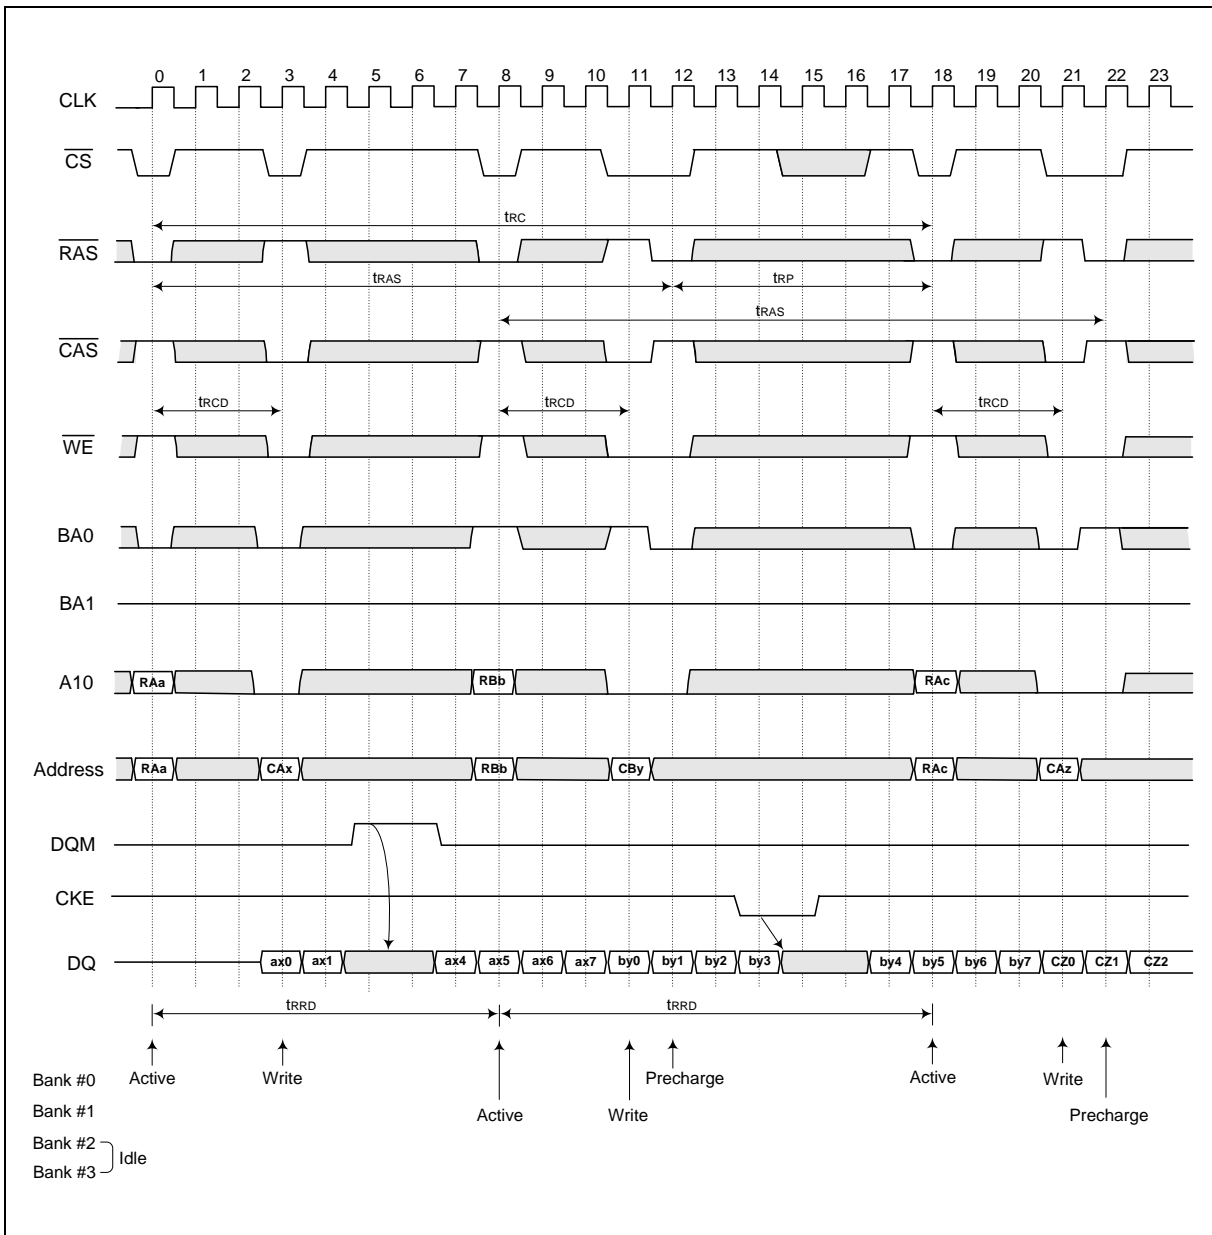 0 1 2 3 4 5 6 7 8 9 10 11 12 13 14 15 16 17 18 19 20 21 22 23
CLK
CS
tRC
RAS
tRAS tRP
tRAS
CAS
tRCD tRCD tRCD
WE
BA0
BA1
A10 RAa RBb RAc
Address RAa CAx RBb CBy RAc CAz
DQM
CKE
DQ ax0 ax1 ax4 ax5 ax6 ax7 by0 by1 by2 by3 by4 by5 by6 by7 CZ0 CZ1 CZ2
tRRD tRRD
Bank #0 Active Write Precharge Active Write
Bank #1 Active Write Precharge
Bank #2
Idle
Bank #3